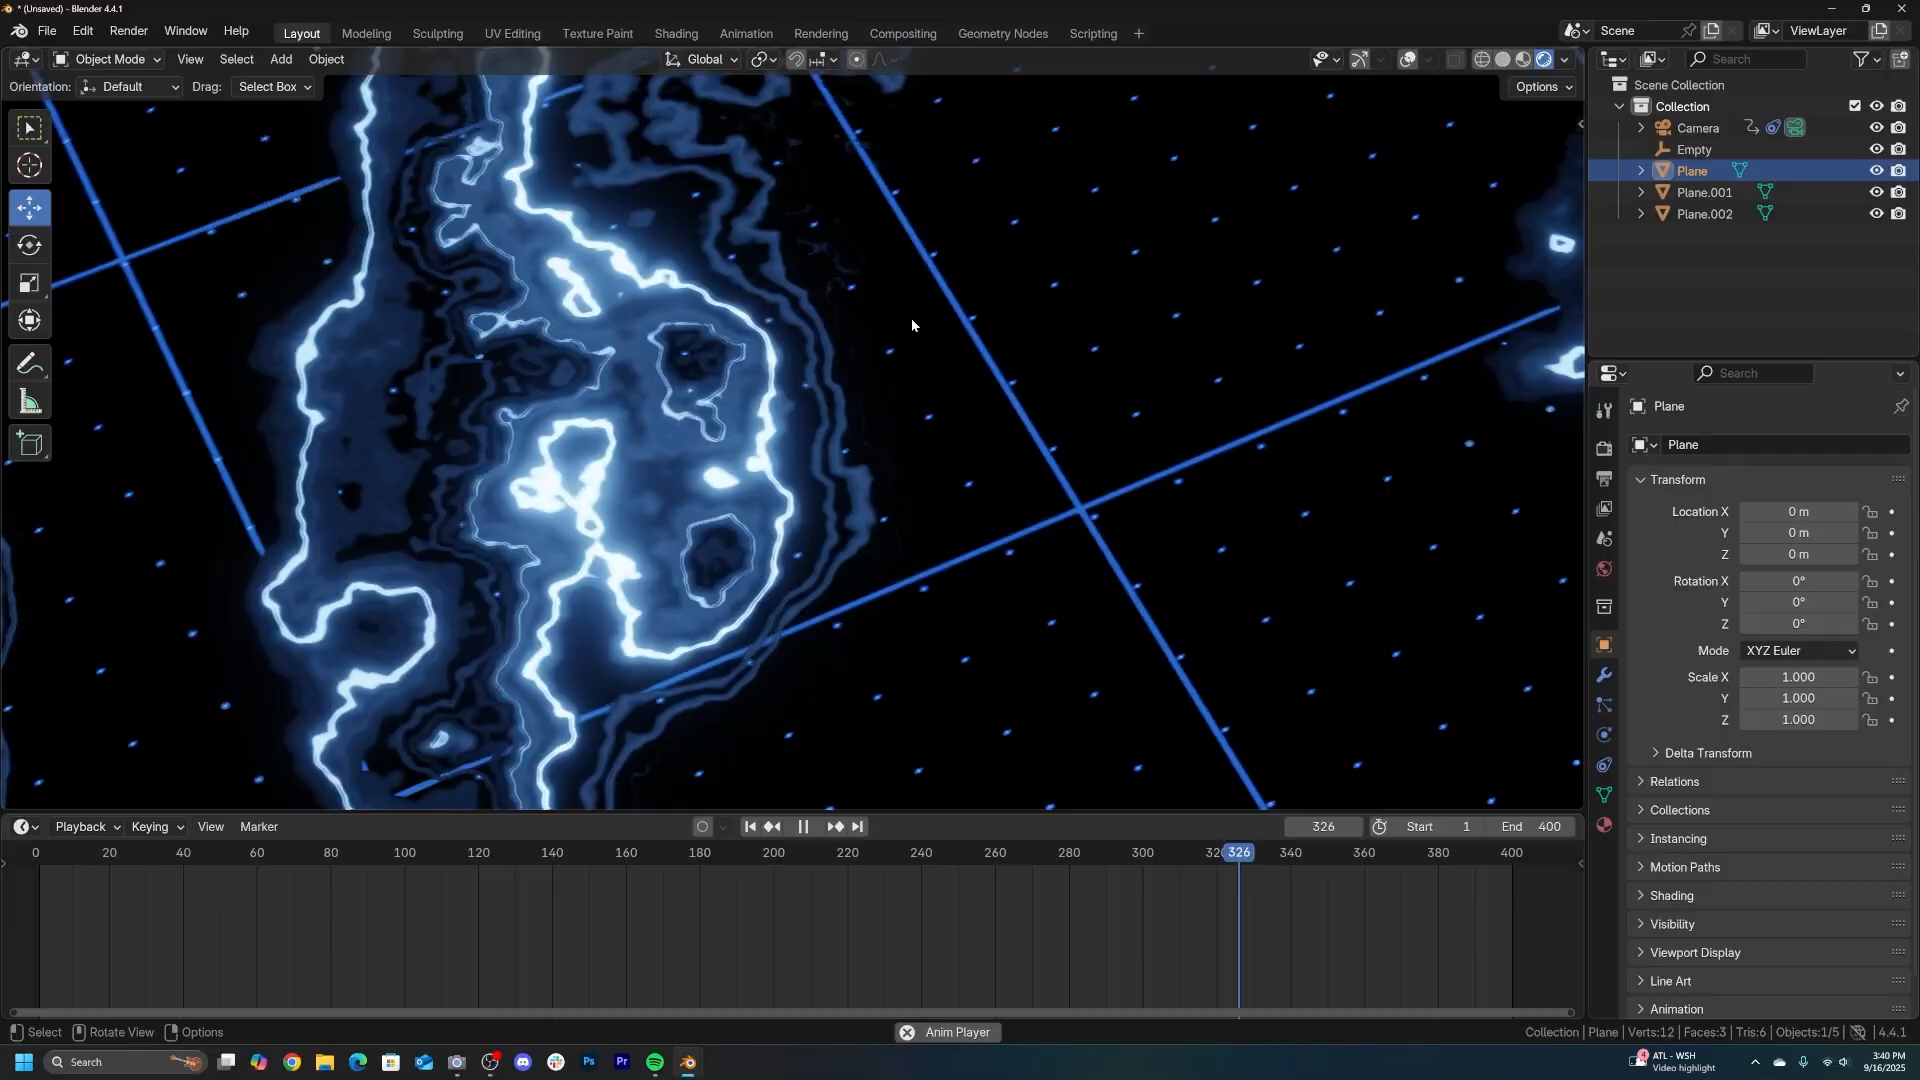 * (Unsaved) - Blender 4.4.1
File Edit Render Window Help Layout Modeling Sculpting UV Editing Texture Paint Shading Animation Rendering Compositing Geometry Nodes Scripting + Scene ViewLayer
Object Mode View Select Add Object Global Search
Orientation: Default Drag: Select Box Options
Scene Collection
Collection
Camera
Empty
Plane
Plane.001
Plane.002
Search
Plane
Plane
Transform
Location X 0 m
Y 0 m
Z 0 m
Rotation X 0°
Y 0°
Z 0°
Mode XYZ Euler
Scale X 1.000
Y 1.000
Z 1.000
Delta Transform
Relations
Collections
Instancing
Motion Paths
Shading
Visibility
Viewport Display
Line Art
Animation
Playback Keying View Marker 326 Start 1 End 400
0 20 40 60 80 100 120 140 160 180 200 220 240 260 280 300 326 340 360 380 400
Select Rotate View Options Anim Player Collection | Plane | Verts:12 | Faces:3 | Tris:6 | Objects:1/5 | 4.4.1
Search Ps Pr 4 ATL - WSH 3:40 PM
Video highlight 9/16/2025